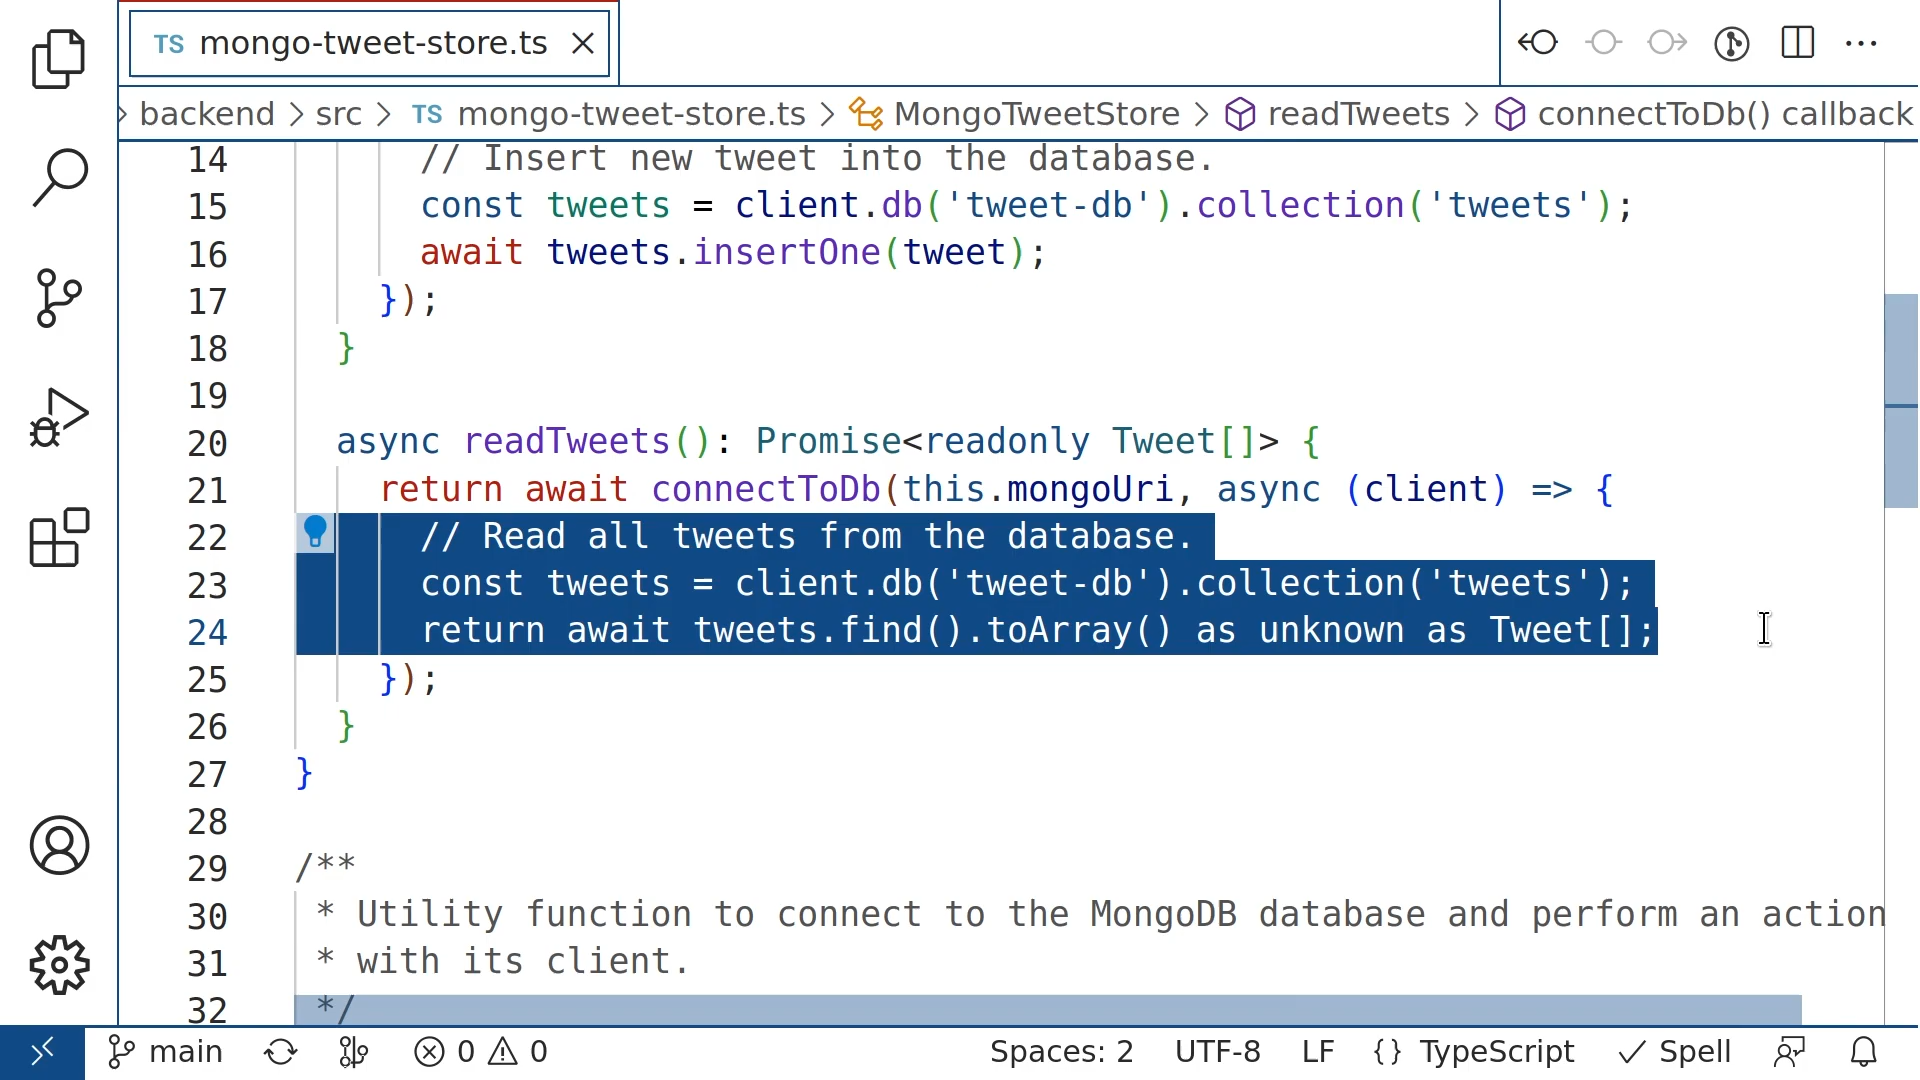 TS mongo-tweet-store.ts
backend > src > TS mongo-tweet-store.ts > MongoTweetStore > readTweets > connectToDb() callback
14 // Insert new tweet into the database.
15 const tweets = client.db('tweet-db').collection('tweets');
16 await tweets.insertOne(tweet);
17 });
18 }
19
20 async readTweets(): Promise<readonly Tweet[]> {
21 return await connectToDb(this.mongoUri, async (client) => {
22 // Read all tweets from the database.
23 const tweets = client.db('tweet-db').collection('tweets');
24 return await tweets.find().toArray() as unknown as Tweet[];
25 });
26 }
27 }
28
29 /**
30 * Utility function to connect to the MongoDB database and perform an action
31 * with its client.
32 */
main 0 0 Spaces: 2 UTF-8 LF {} TypeScript Spell